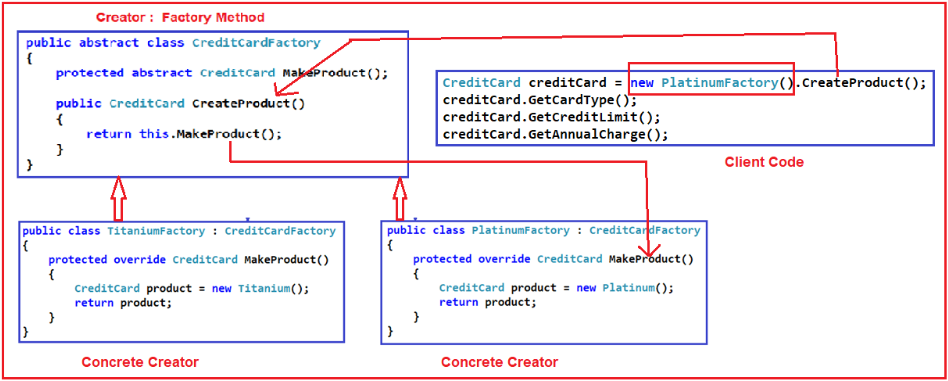 Creator : Factory Method
public abstract class CreditCardFactory
{
protected abstract CreditCard MakeProduct();
public CreditCard CreateProduct()
{
return this.MakeProduct();
}
}
CreditCard creditCard = new PlatinumFactory().CreateProduct();
creditCard.GetCardType();
creditCard.GetCreditLimit();
creditCard.GetAnnualCharge();
Client Code
public class TitaniumFactory : CreditCardFactory
{
protected override CreditCard MakeProduct()
{
CreditCard product = new Titanium();
return product;
}
}
Concrete Creator
public class PlatinumFactory : CreditCardFactory
{
protected override CreditCard MakeProduct()
{
CreditCard product = new Platinum();
return product;
}
}
Concrete Creator